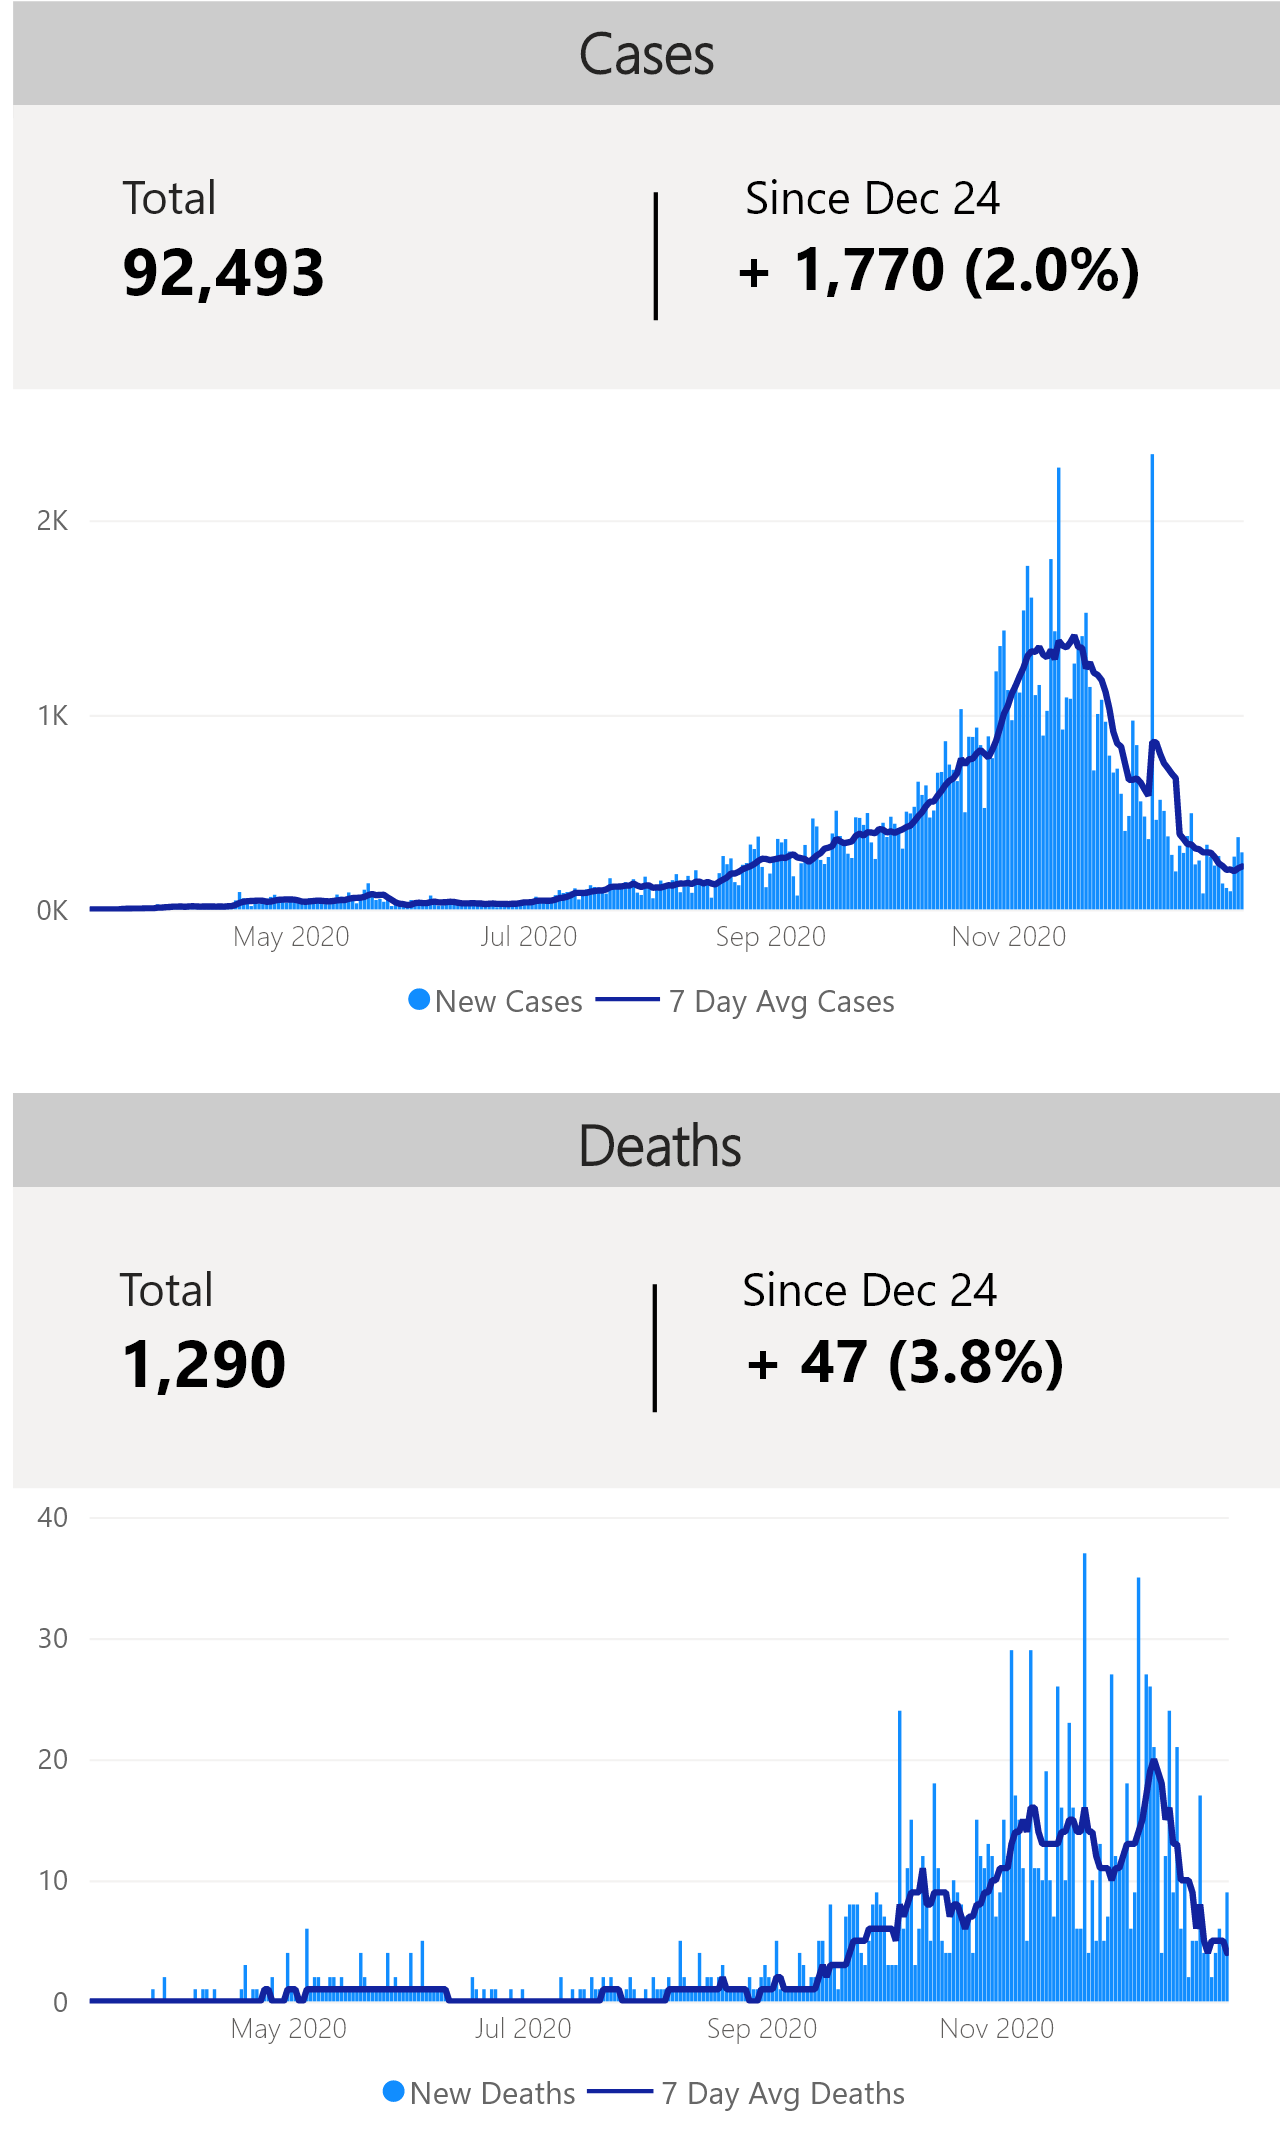 Cases
Total
Since Dec 24
92,493
+ 1,770 (2.0%)
2K
1K
0K
May 2020
Jul 2020
Sep 2020
Nov 2020
New Cases
7 Day Avg Cases
Deaths
Total
Since Dec 24
1,290
+ 47 (3.8%)
40
30
20
10
0
May 2020
Jul 2020
Sep 2020
Nov 2020
New Deaths
7 Day Avg Deaths